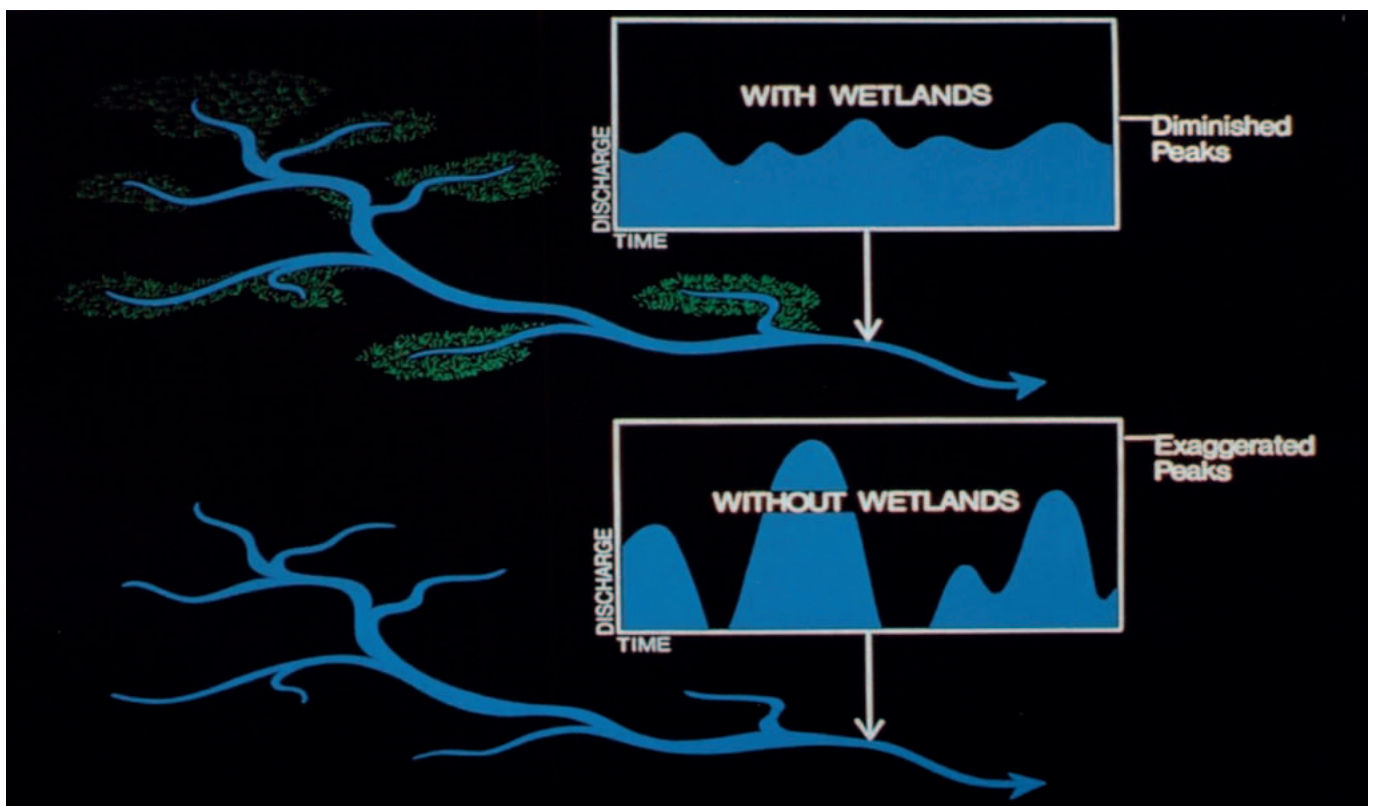 WITH WETLANDS
Diminished
Peaks
DISCHARGE
TIME
Exaggerated
Peaks
WITHOUT WETLANDS
DISCHARGE
TIME